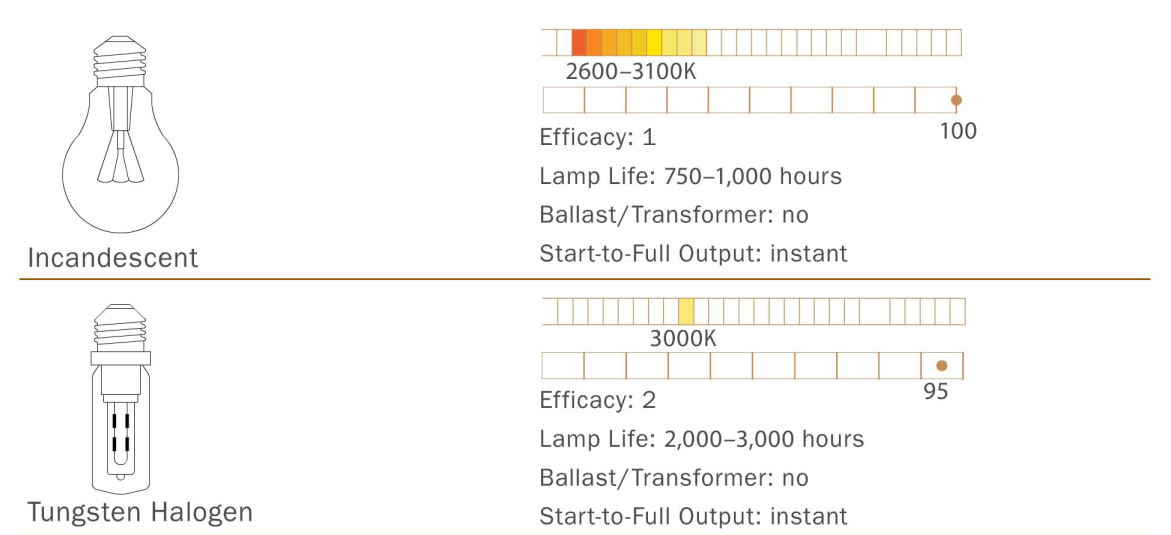 2600–3100K
100
Efficacy: 1
Lamp Life: 750–1,000 hours
Ballast/Transformer: no
Start-to-Full Output: instant
Incandescent
3000K
95
Efficacy: 2
Lamp Life: 2,000–3,000 hours
Ballast/Transformer: no
Start-to-Full Output: instant
Tungsten Halogen